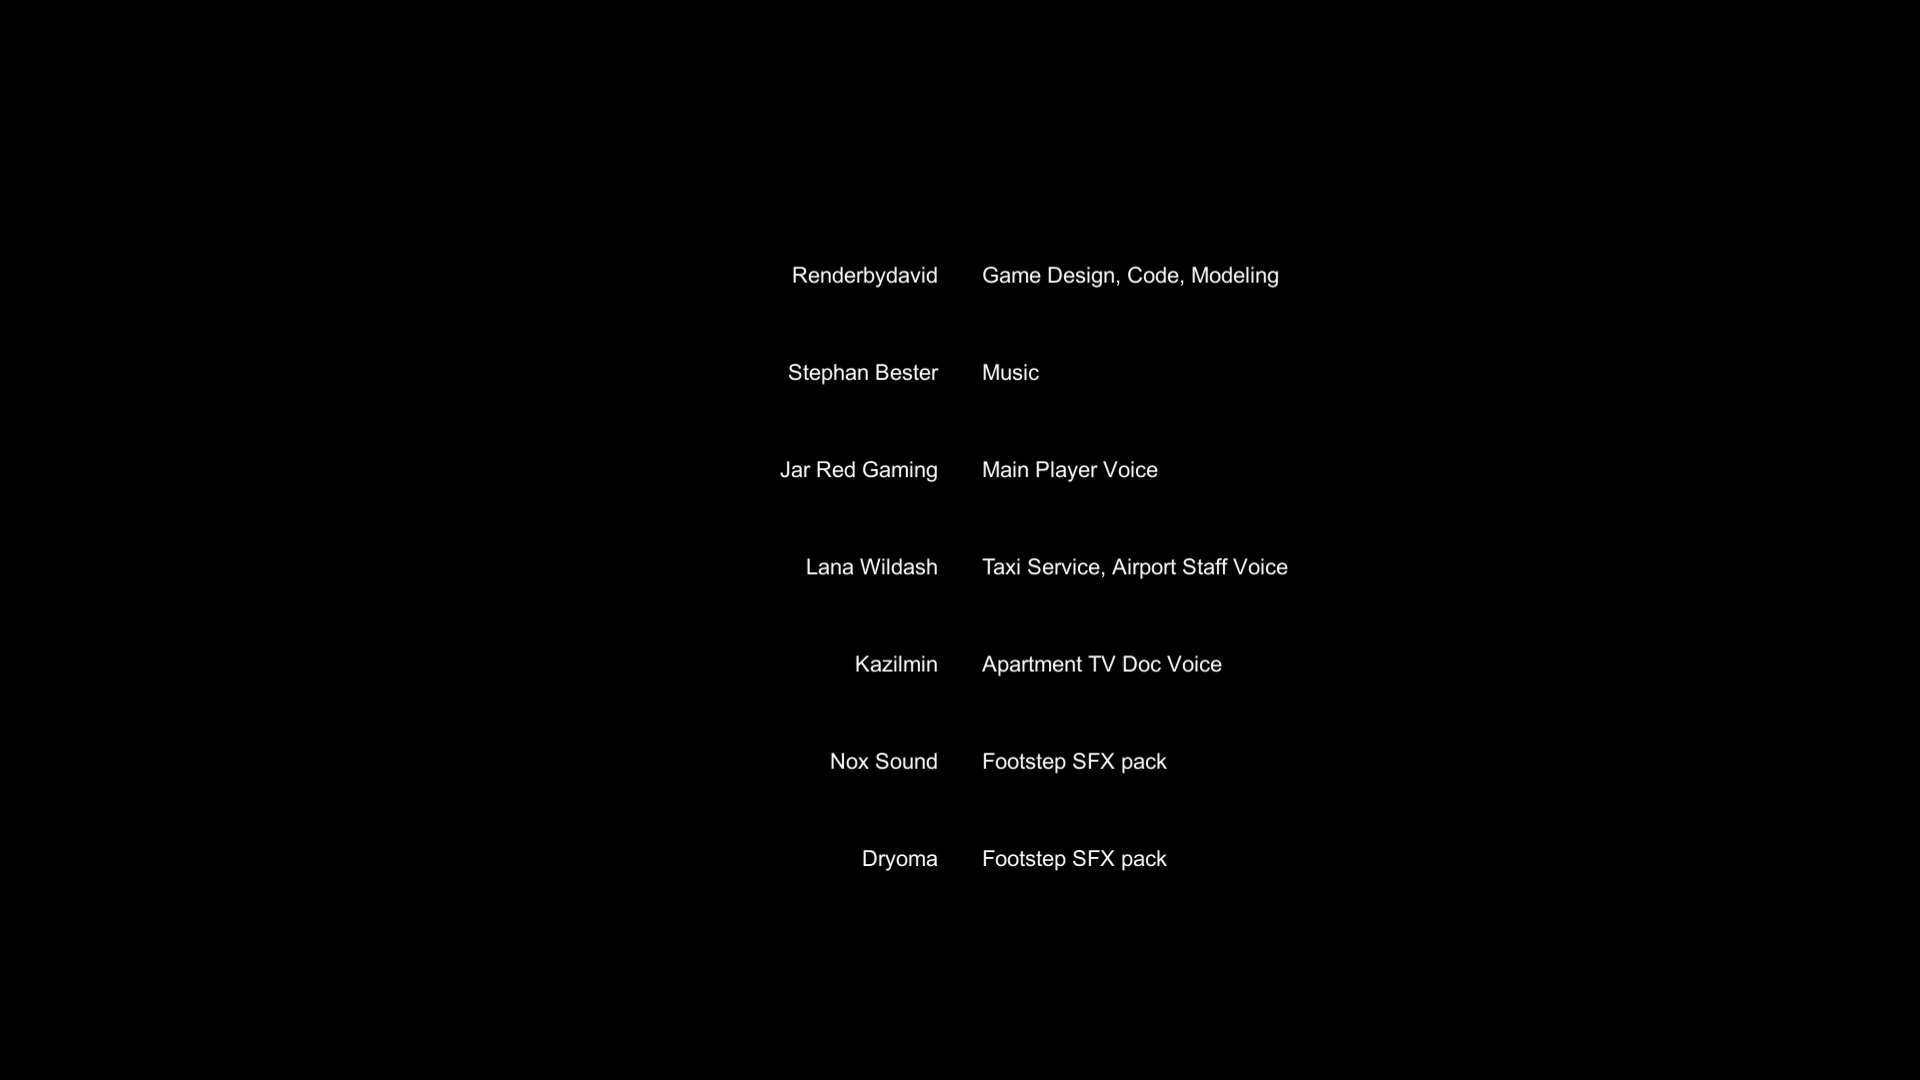 Renderbydavid Game Design, Code, Modeling
Stephan Bester Music
Jar Red Gaming Main Player Voice
Lana Wildash Taxi Service, Airport Staff Voice
Kazilmin Apartment TV Doc Voice
Nox Sound Footstep SFX pack
Dryoma Footstep SFX pack